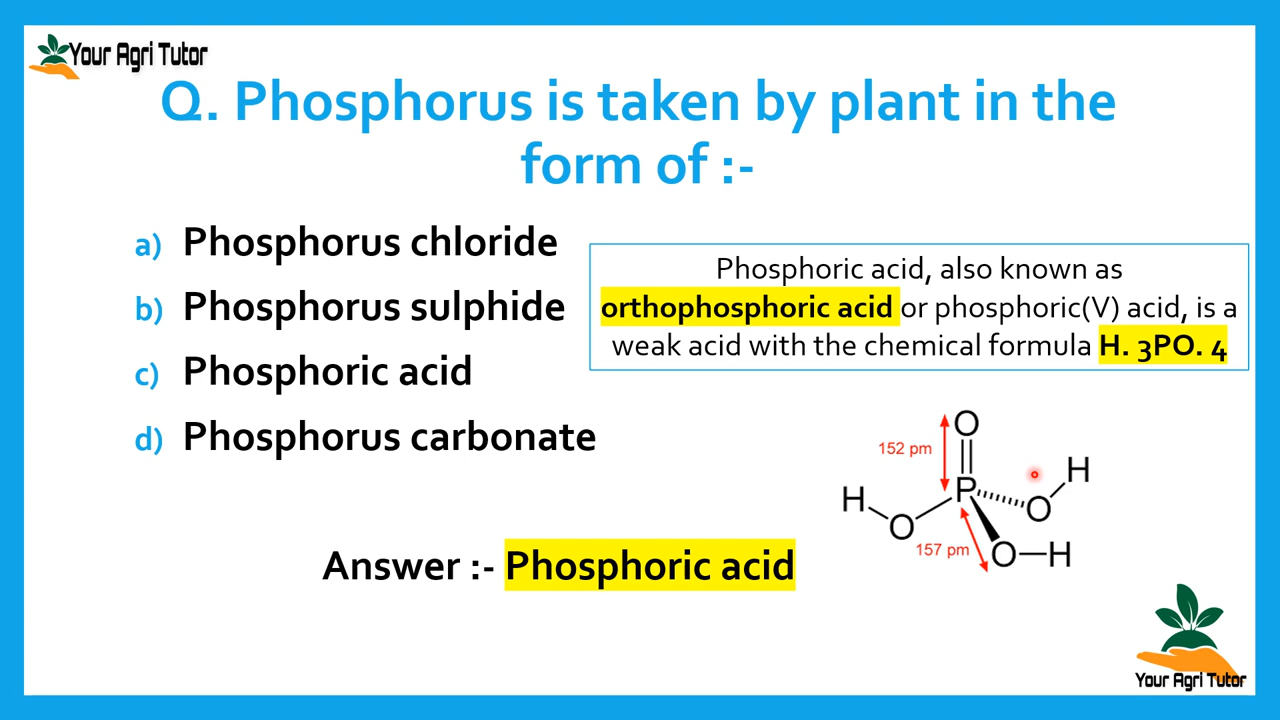 Your Agri Tutor
Q. Phosphorus is taken by plant in the
form of :-
a) Phosphorus chloride
b) Phosphorus sulphide
c) Phosphoric acid
d) Phosphorus carbonate
Phosphoric acid, also known as
orthophosphoric acid or phosphoric(V) acid, is a
weak acid with the chemical formula H. 3PO. 4
O
152 pm
H
P
H
O
O
157 pm
O
H
Answer :- Phosphoric acid
Your Agri Tutor